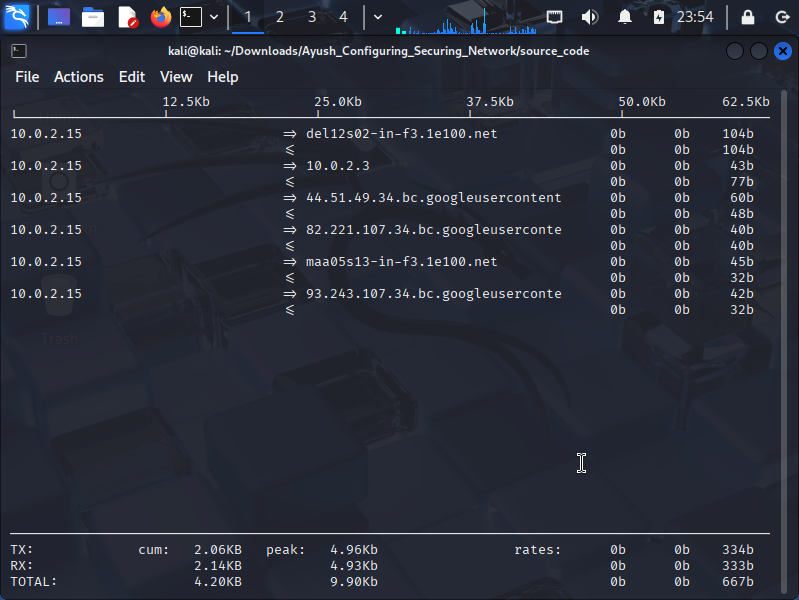 1 2 3 4 23:54
kali@kali: ~/Downloads/Ayush_Configuring_Securing_Network/source_code
File Actions Edit View Help
12.5Kb 25.0Kb 37.5Kb 50.0Kb 62.5Kb
10.0.2.15 => del12s02-in-f3.1e100.net 0b 0b 104b
<= 0b 0b 104b
10.0.2.15 => 10.0.2.3 0b 0b 43b
<= 0b 0b 77b
10.0.2.15 => 44.51.49.34.bc.googleusercontent 0b 0b 60b
<= 0b 0b 48b
10.0.2.15 => 82.221.107.34.bc.googleuserconte 0b 0b 40b
<= 0b 0b 40b
10.0.2.15 => maa05s13-in-f3.1e100.net 0b 0b 45b
<= 0b 0b 32b
10.0.2.15 => 93.243.107.34.bc.googleuserconte 0b 0b 42b
<= 0b 0b 32b
Trash
TX: cum: 2.06KB peak: 4.96Kb rates: 0b 0b 334b
RX: 2.14KB 4.93Kb 0b 0b 333b
TOTAL: 4.20KB 9.90Kb 0b 0b 667b